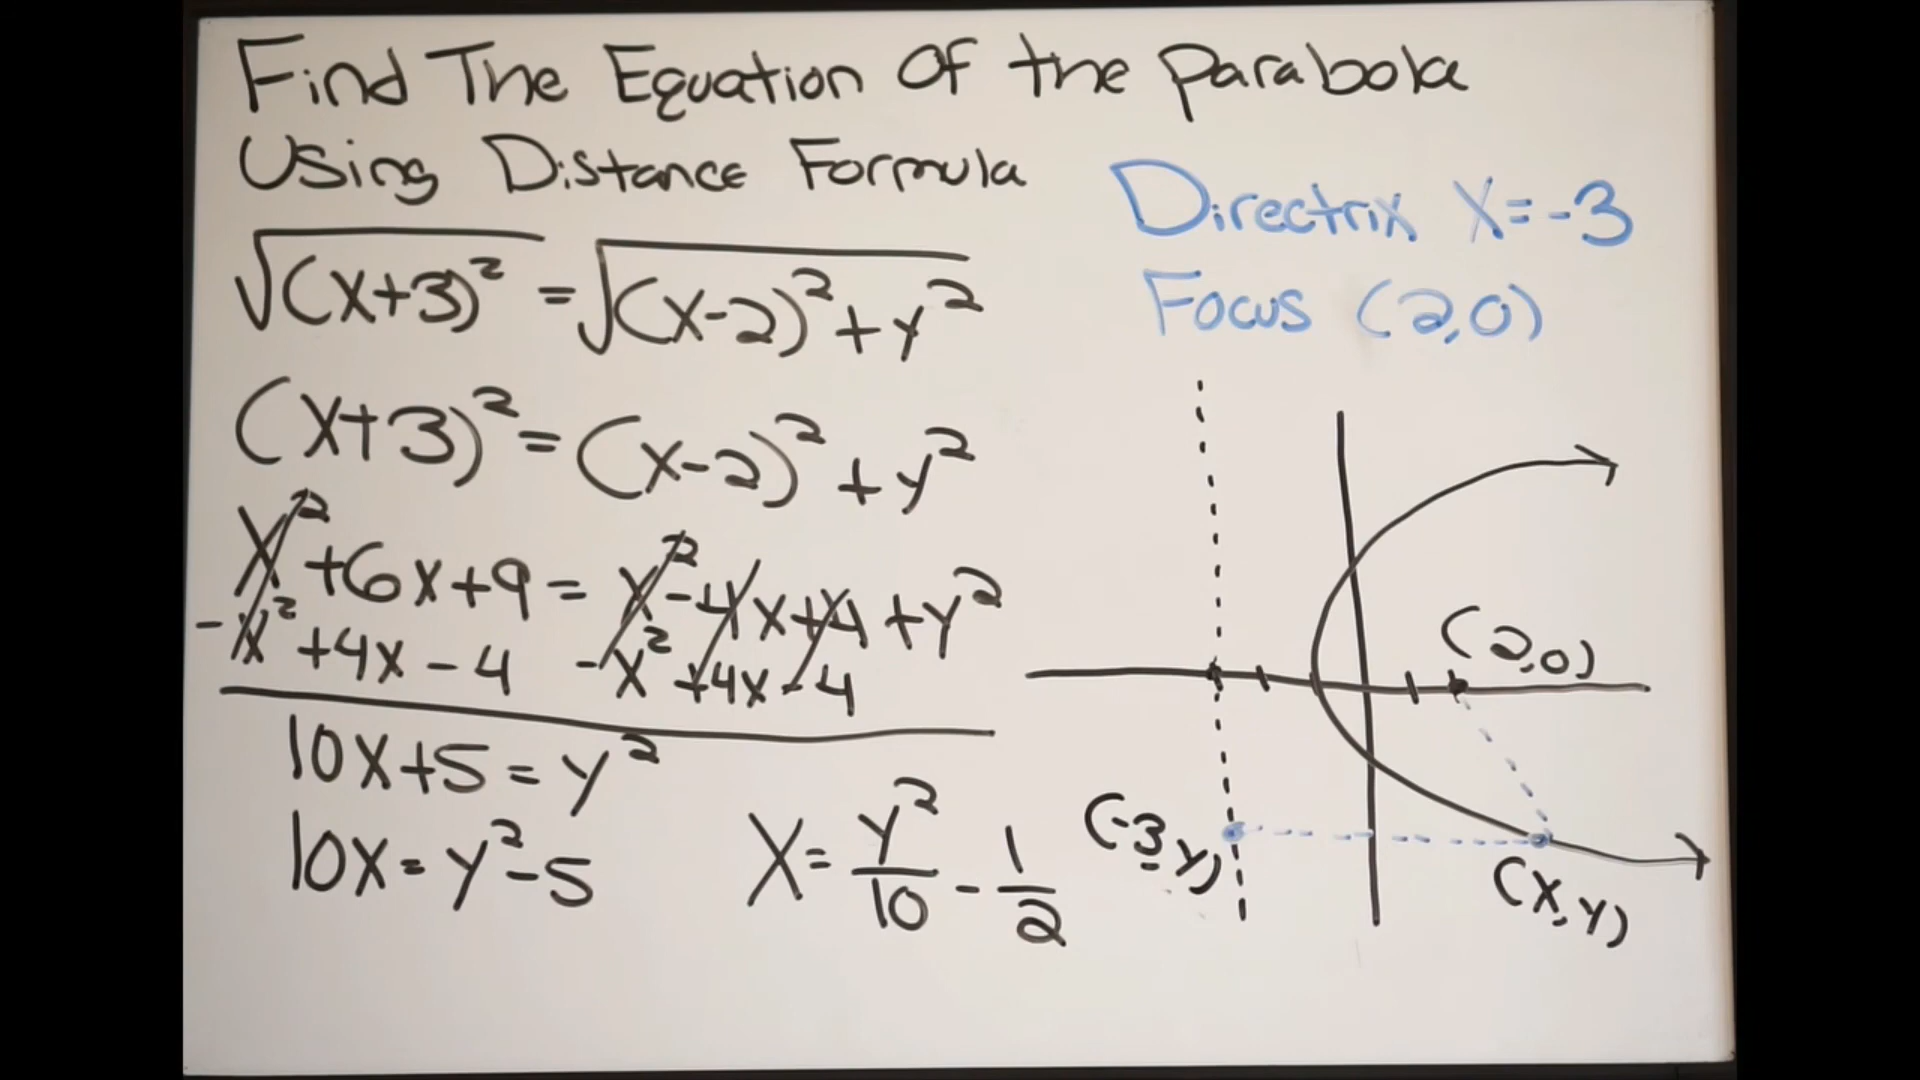 Find The Equation Of the Parabola
Using Distance Formula
Directrix X=-3
Focus (2,0)
√(X+3)² = √(X-2)²+Y²
(X+3)² = (X-2)²+Y²
X²+6X+9 = X²-4X+4+Y²
-X²+4X-4 -X²+4X-4
10X+5=Y²
10X=Y²-5
X=Y²/10-1/2
(2,0)
(-3,Y)
(X,Y)